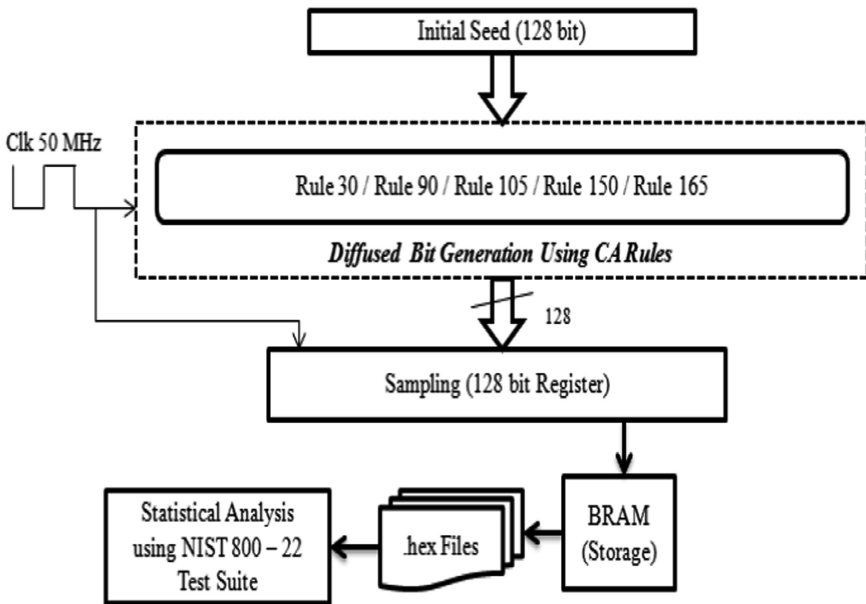 Initial Seed (128 bit)
Clk 50 MHz
Rule 30 / Rule 90 / Rule 105 / Rule 150 / Rule 165
Diffused Bit Generation Using CA Rules
128
Sampling (128 bit Register)
BRAM
(Storage)
.hex Files
Statistical Analysis
using NIST 800 – 22
Test Suite